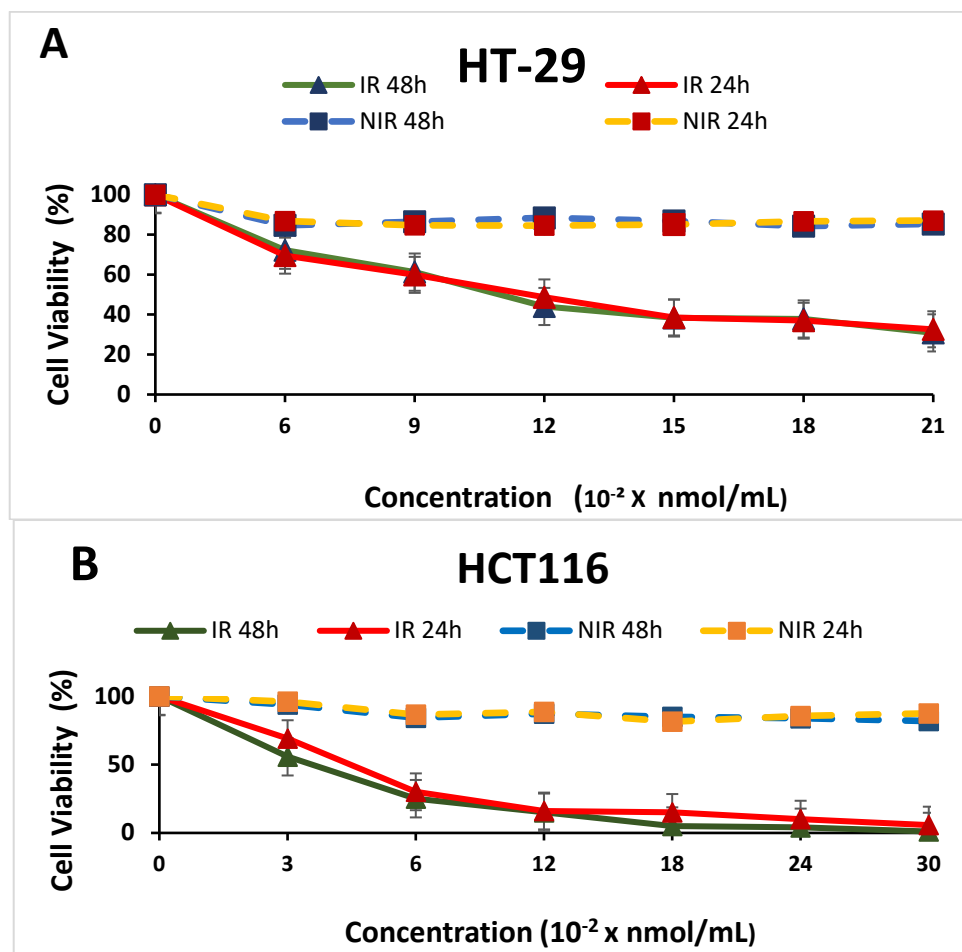 A
HT-29
IR 48h IR 24h
NIR 48h NIR 24h
Cell Viability (%)
100
80
60
40
20
0
0 6 9 12 15 18 21
Concentration (10⁻² X nmol/mL)
B
HCT116
IR 48h IR 24h NIR 48h NIR 24h
Cell Viability (%)
100
50
0
0 3 6 12 18 24 30
Concentration (10⁻² x nmol/mL)